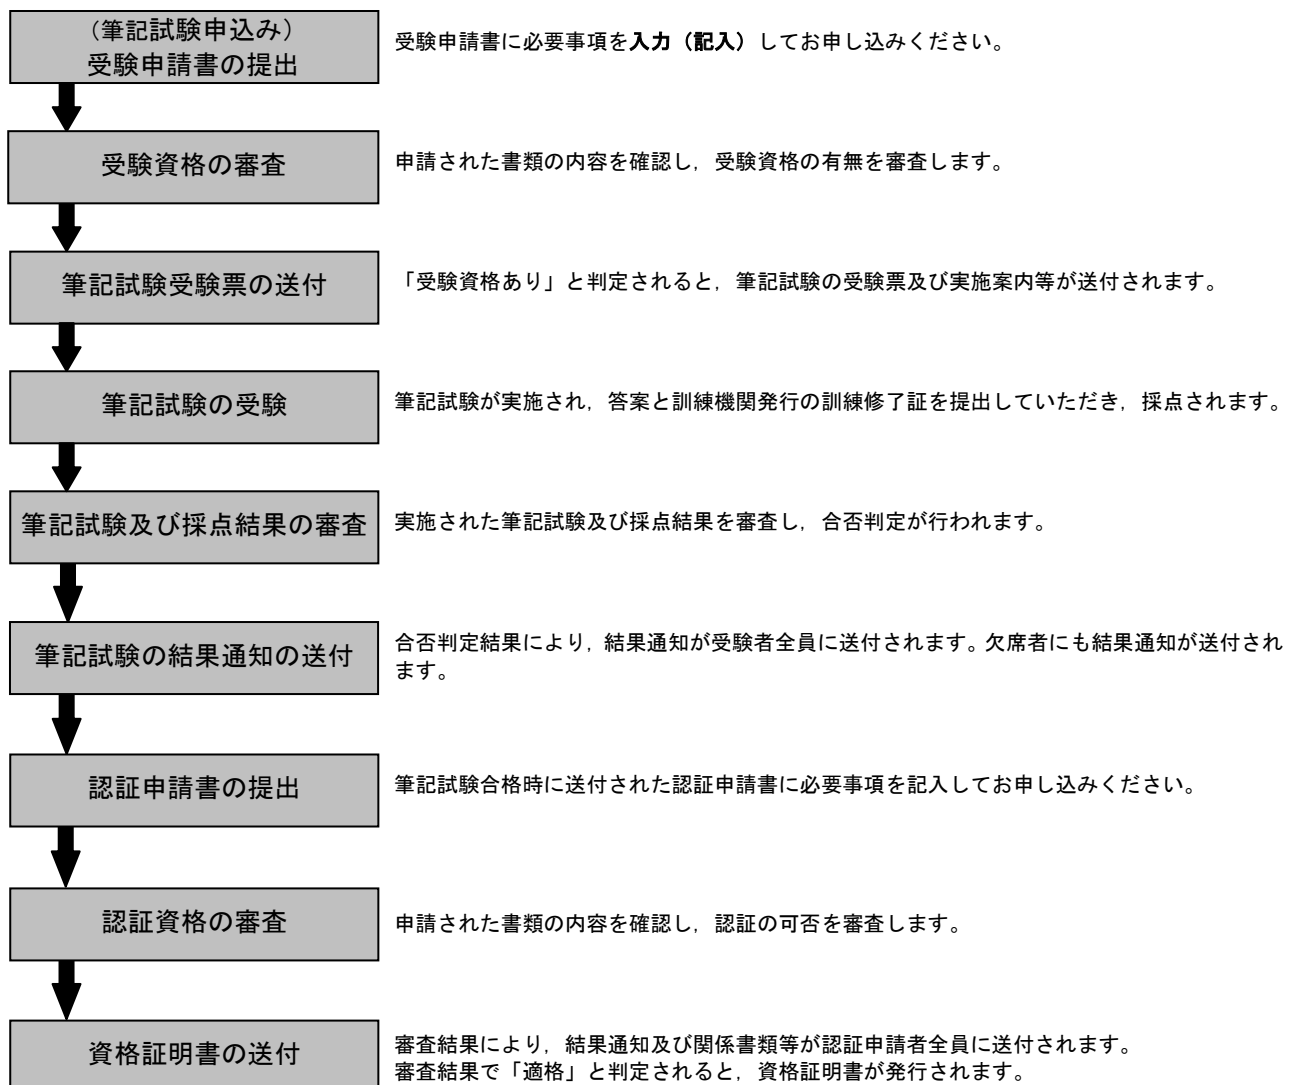 （筆記試験申込み）
受験申請書の提出
受験申請書に必要事項を入力（記入）してお申し込みください。
受験資格の審査
申請された書類の内容を確認し，受験資格の有無を審査します。
筆記試験受験票の送付
「受験資格あり」と判定されると，筆記試験の受験票及び実施案内等が送付されます。
筆記試験の受験
筆記試験が実施され，答案と訓練機関発行の訓練修了証を提出していただき，採点されます。
筆記試験及び採点結果の審査
実施された筆記試験及び採点結果を審査し，合否判定が行われます。
筆記試験の結果通知の送付
合否判定結果により，結果通知が受験者全員に送付されます。欠席者にも結果通知が送付され
ます。
認証申請書の提出
筆記試験合格時に送付された認証申請書に必要事項を記入してお申し込みください。
認証資格の審査
申請された書類の内容を確認し，認証の可否を審査します。
資格証明書の送付
審査結果により，結果通知及び関係書類等が認証申請者全員に送付されます。
審査結果で「適格」と判定されると，資格証明書が発行されます。